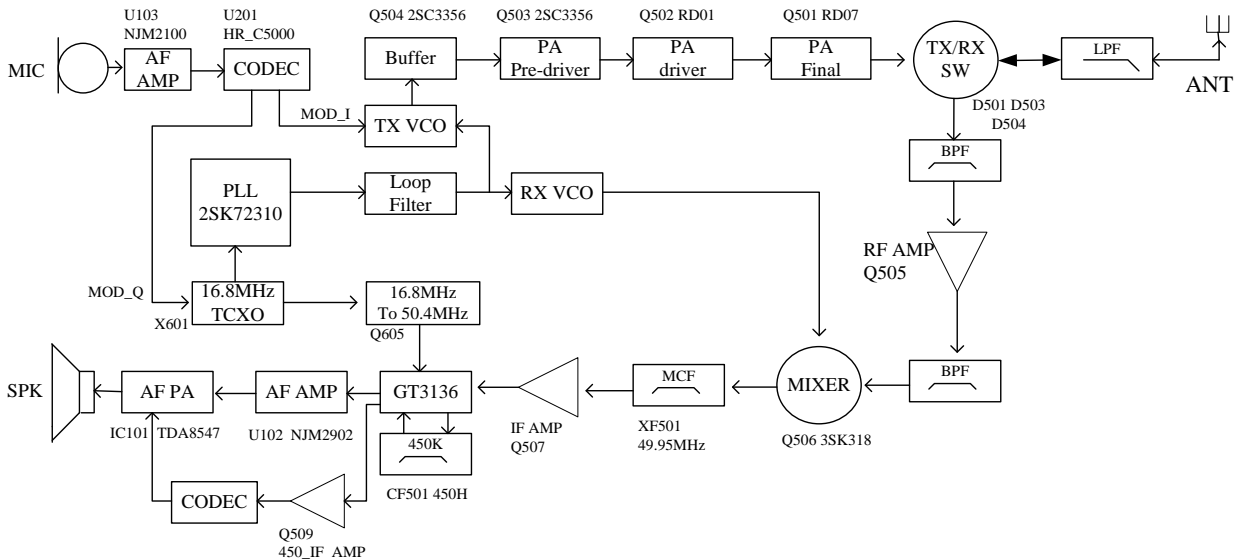 U103
NJM2100
U201
HR_C5000
Q504 2SC3356
Q503 2SC3356
Q502 RD01
Q501 RD07
MIC
AF
AMP
CODEC
Buffer
PA
Pre-driver
PA
driver
PA
Final
TX/RX
SW
LPF
ANT
MOD_I
TX VCO
D501 D503
D504
BPF
PLL
2SK72310
Loop
Filter
RX VCO
RF AMP
Q505
MOD_Q
16.8MHz
TCXO
X601
16.8MHz
To 50.4MHz
Q605
SPK
AF PA
AF AMP
GT3136
MCF
MIXER
BPF
IC101 TDA8547
U102 NJM2902
IF AMP
Q507
XF501
49.95MHz
Q506 3SK318
450K
CF501 450H
CODEC
Q509
450_IF AMP